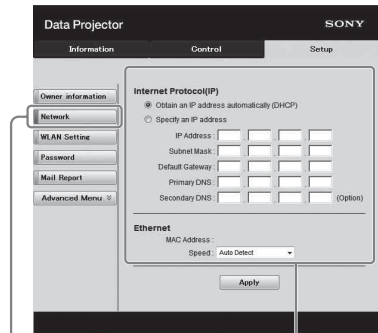 Data Projector
SONY
Information
Control
Setup
Owner information
Network
WLAN Setting
Password
Mail Report
Advanced Menu
Internet Protocol(IP)
Obtain an IP address automatically (DHCP)
Specify an IP address
IP Address :
Subnet Mask :
Default Gateway :
Primary DNS :
Secondary DNS : (Option)
Ethernet
MAC Address :
Speed : Auto Detect
Apply